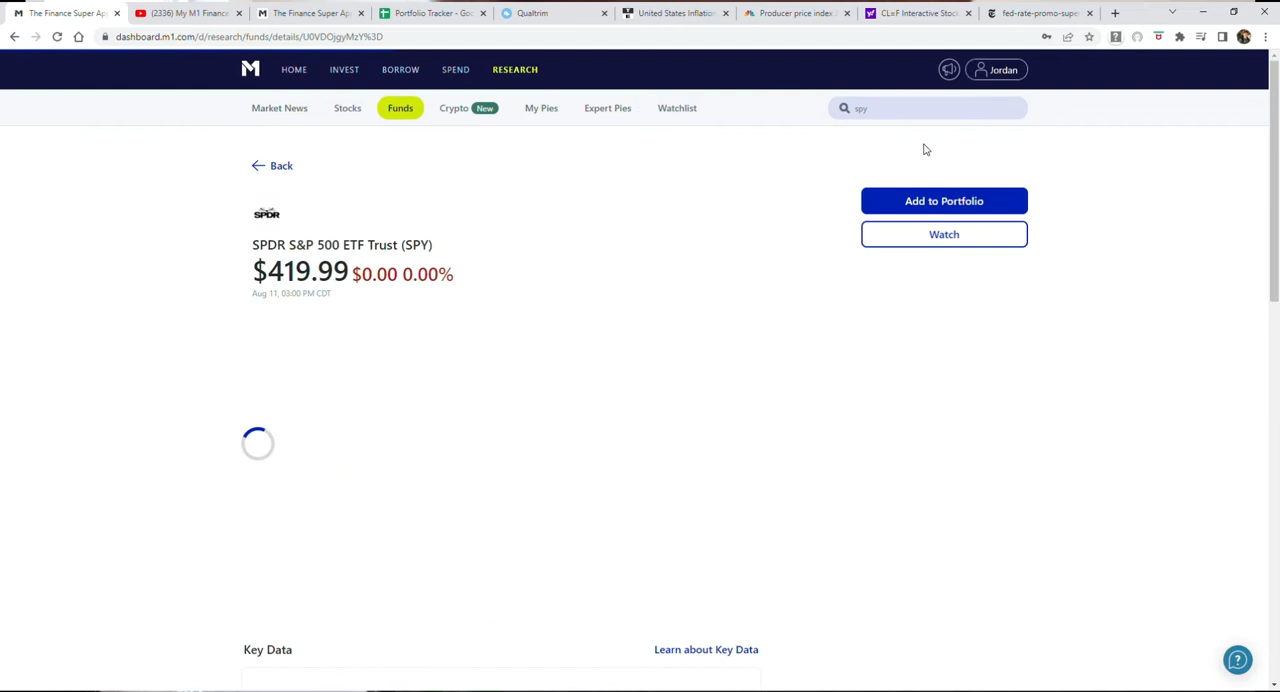 The Finance Super Ap
(2336) My M1 Finance
The Finance Super Ap
Portfolio Tracker - Goo
Qualtrim
United States Inflation
Producer price index
CL=F Interactive Stock
fed-rate-promo-super
dashboard.m1.com/d/research/funds/details/U0VDOjgyMzY%3D
HOME
INVEST
BORROW
SPEND
RESEARCH
Jordan
Market News
Stocks
Funds
Crypto New
My Pies
Expert Pies
Watchlist
spy
Back
Add to Portfolio
SPDR
Watch
SPDR S&P 500 ETF Trust (SPY)
$419.99 $0.00 0.00%
Aug 11, 03:00 PM CDT
Key Data
Learn about Key Data